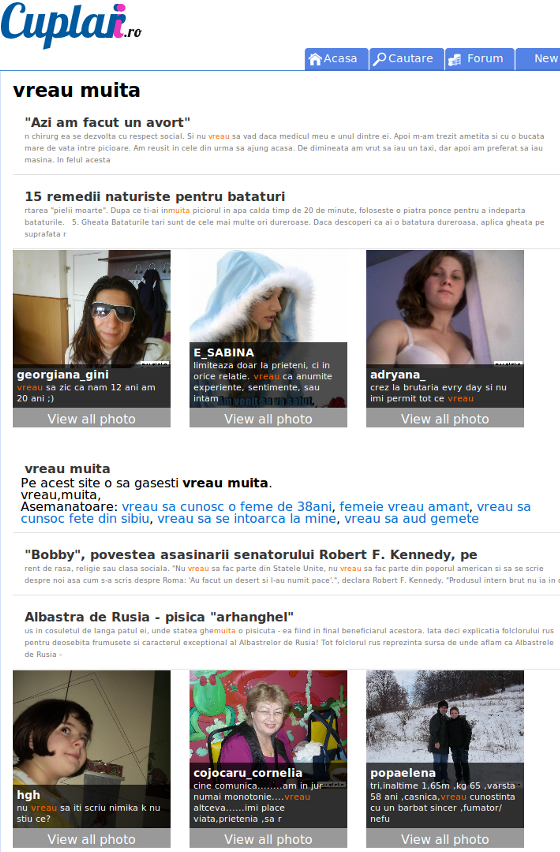 Cuplari.ro
Acasa Cautare Forum New
vreau muita
"Azi am facut un avort"
n chirurg ea se dezvolta cu respect social. Si nu vreau sa vad daca medicul meu e unul dintre ei. Apoi m-am trezit ametita si cu o bucata
mare de vata intre picioare. Am reusit in cele din urma sa ajung acasa. De dimineata am vrut sa iau un taxi, dar apoi am preferat sa iau
masina. In felul acesta
15 remedii naturiste pentru bataturi
rtarea "pielii moarte". Dupa ce ti-ai inmuita piciorul in apa calda timp de 20 de minute, foloseste o piatra ponce pentru a indeparta
bataturile. 5. Gheata Bataturile tari sunt de cele mai multe ori dureroase. Daca descoperi ca ai o batatura dureroasa, aplica gheata pe
suprafata r
georgiana_gini
vreau sa zic ca nam 12 ani am
20 ani ;)
View all photo
E_SABINA
limiteaza doar la prieteni, ci in
orice relatie. vreau ca anumite
experiente, sentimente, sau
intam
View all photo
adryana_
crez la brutaria evry day si nu
imi permit tot ce vreau
View all photo
vreau muita
Pe acest site o sa gasesti vreau muita.
vreau,muita,
Asemanatoare: vreau sa cunosc o feme de 38ani, femeie vreau amant, vreau sa
cunsoc fete din sibiu, vreau sa se intoarca la mine, vreau sa aud gemete
"Bobby", povestea asasinarii senatorului Robert F. Kennedy, pe
rent de rasa, religie sau clasa sociala. "Nu vreau sa fac parte din Statele Unite, nu vreau sa fac parte din poporul american si sa se scrie
despre noi asa cum s-a scris despre Roma: 'Au facut un desert si l-au numit pace'.", declara Robert F. Kennedy, "Produsul intern brut nu ia in c
Albastra de Rusia - pisica "arhanghel"
us in cosuletul de langa patul ei, unde statea ghemuita o pisicuta - ea fiind in final beneficiarul acestora. Iata deci explicatia folclorului rus
pentru deosebita frumusete si caracterul exceptional al Albastrelor de Rusia! Tot folclorul rus reprezinta sursa de unde aflam ca Albastrele
de Rusia -
hgh
nu vreau sa iti scriu nimika k nu
stiu ce?
View all photo
cojocaru_cornelia
cine comunica........am in jur
numai monotonie....vreau
altceva......imi place
viata,prietenia ,sa r
View all photo
popaelena
tri,inaltime 1,65m ,kg 65 ,varsta
58 ani ,casnica,vreau cunostinta
cu un barbat sincer ,fumator/
nefu
View all photo